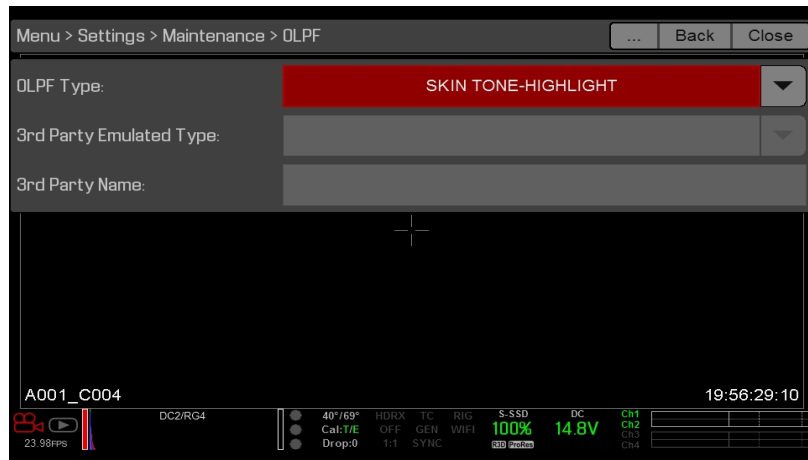 Menu > Settings > Maintenance > OLPF ... Back Close
OLPF Type: SKIN TONE-HIGHLIGHT
3rd Party Emulated Type:
3rd Party Name:
A001_C004 19:56:29:10
DC2/RG4 40°/69° HDRX TC RIG S-SSD DC Ch1
Cal:T/E OFF GEN WIFI 100% 14.8V Ch2
23.98FPS Drop:0 1:1 SYNC R3D ProRes Ch3
Ch4